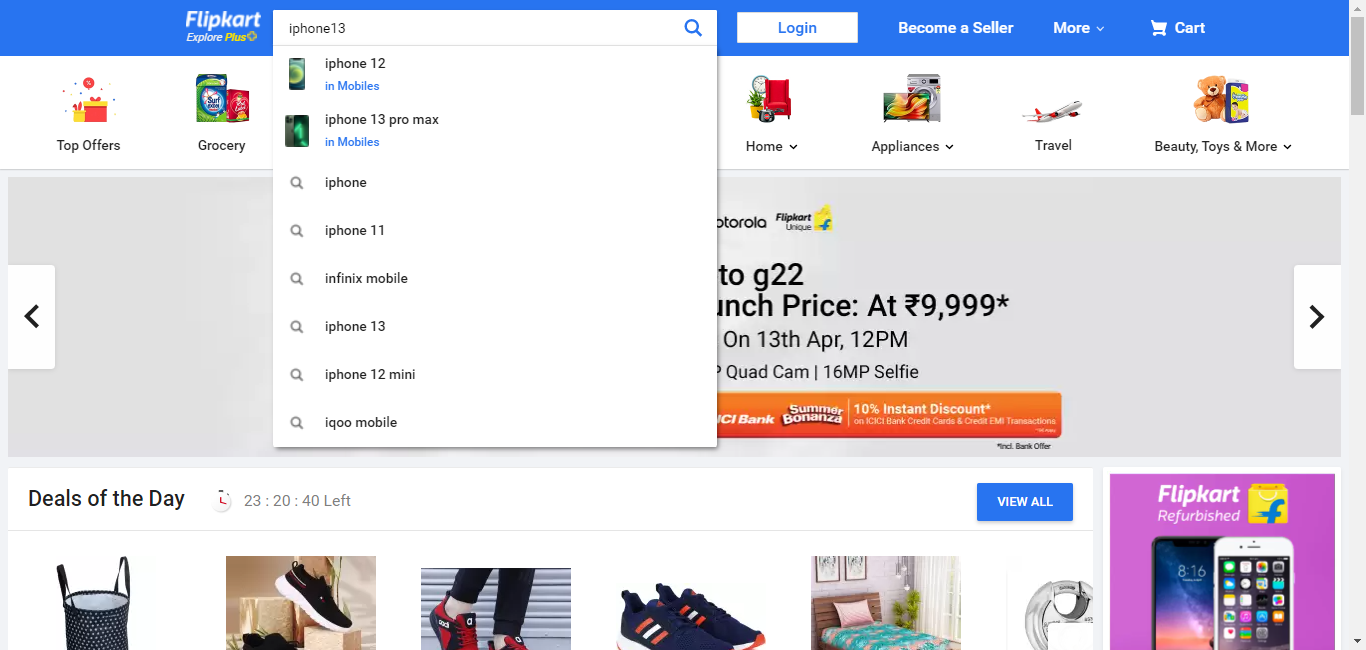 Flipkart
Explore Plus
iphone13
Login
Become a Seller
More
Cart
iphone 12
in Mobiles
iphone 13 pro max
in Mobiles
iphone
iphone 11
infinix mobile
iphone 13
iphone 12 mini
iqoo mobile
Top Offers
Grocery
Home
Appliances
Travel
Beauty, Toys & More
otorola
Flipkart
Unique
to g22
unch Price: At ₹9,999*
On 13th Apr, 12PM
P Quad Cam | 16MP Selfie
ICI Bank
Summer
Bonanza
10% Instant Discount*
on ICICI Bank Credit Cards & Credit EMI Transactions
*Incl. Bank Offer
Deals of the Day
23 : 20 : 40 Left
VIEW ALL
Flipkart
Refurbished
8:16